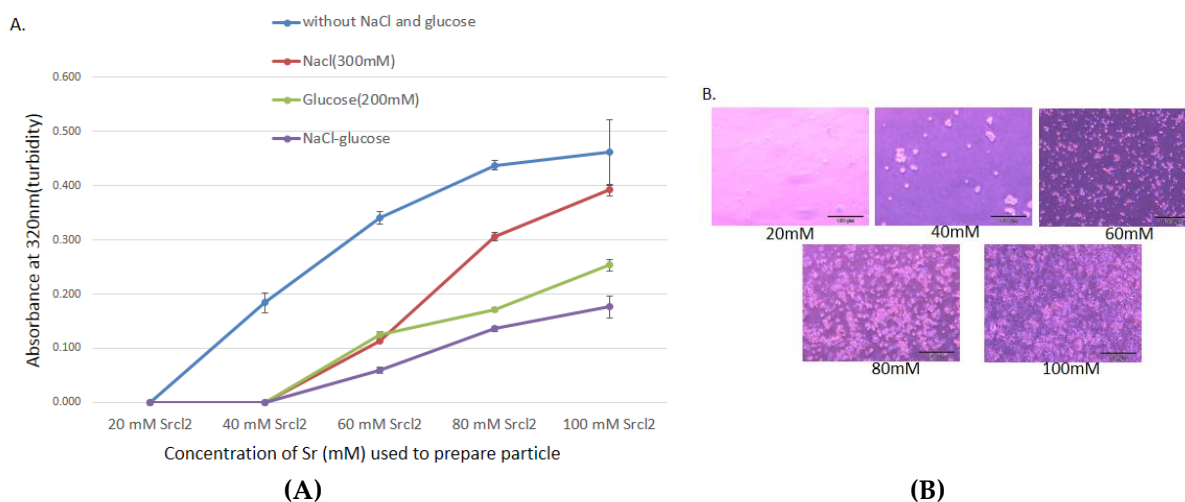 A.
without NaCl and glucose
Nacl(300mM)
Glucose(200mM)
NaCl-glucose
Absorbance at 320nm(turbidity)
0.600
0.500
0.400
0.300
0.200
0.100
0.000
20 mM Srcl2 40 mM Srcl2 60 mM Srcl2 80 mM Srcl2 100 mM Srcl2
Concentration of Sr (mM) used to prepare particle
(A)
B.
20mM 40mM 60mM
80mM 100mM
(B)